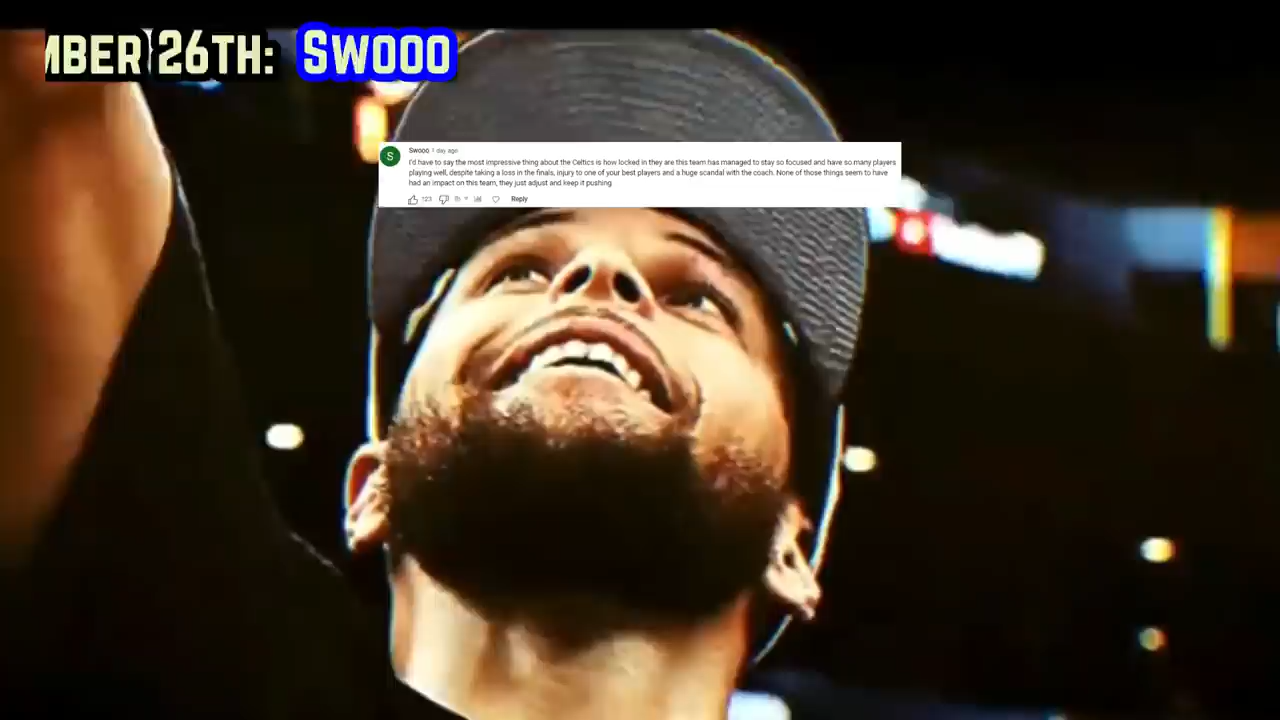 MBER 26TH: SWOOO
Swooo 1 day ago
S
I'd have to say the most impressive thing about the Celtics is how locked in they are this team has managed to stay so focused and have so many players
playing well, despite taking a loss in the finals, injury to one of your best players and a huge scandal with the coach. None of those things seem to have
had an impact on this team, they just adjust and keep it pushing
123 Reply